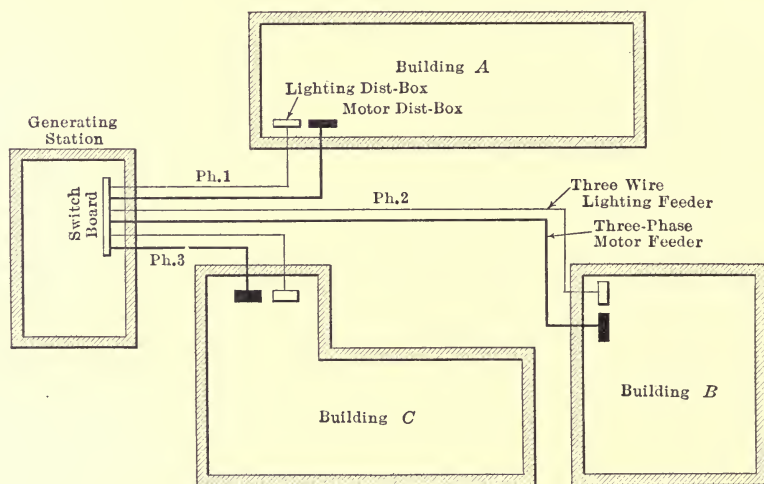 Building A
Lighting Dist-Box
Motor Dist-Box
Generating
Station
Switch
Board
Ph.1
Ph.2
Three Wire
Lighting Feeder
Three-Phase
Motor Feeder
Ph.3
Building C
Building B